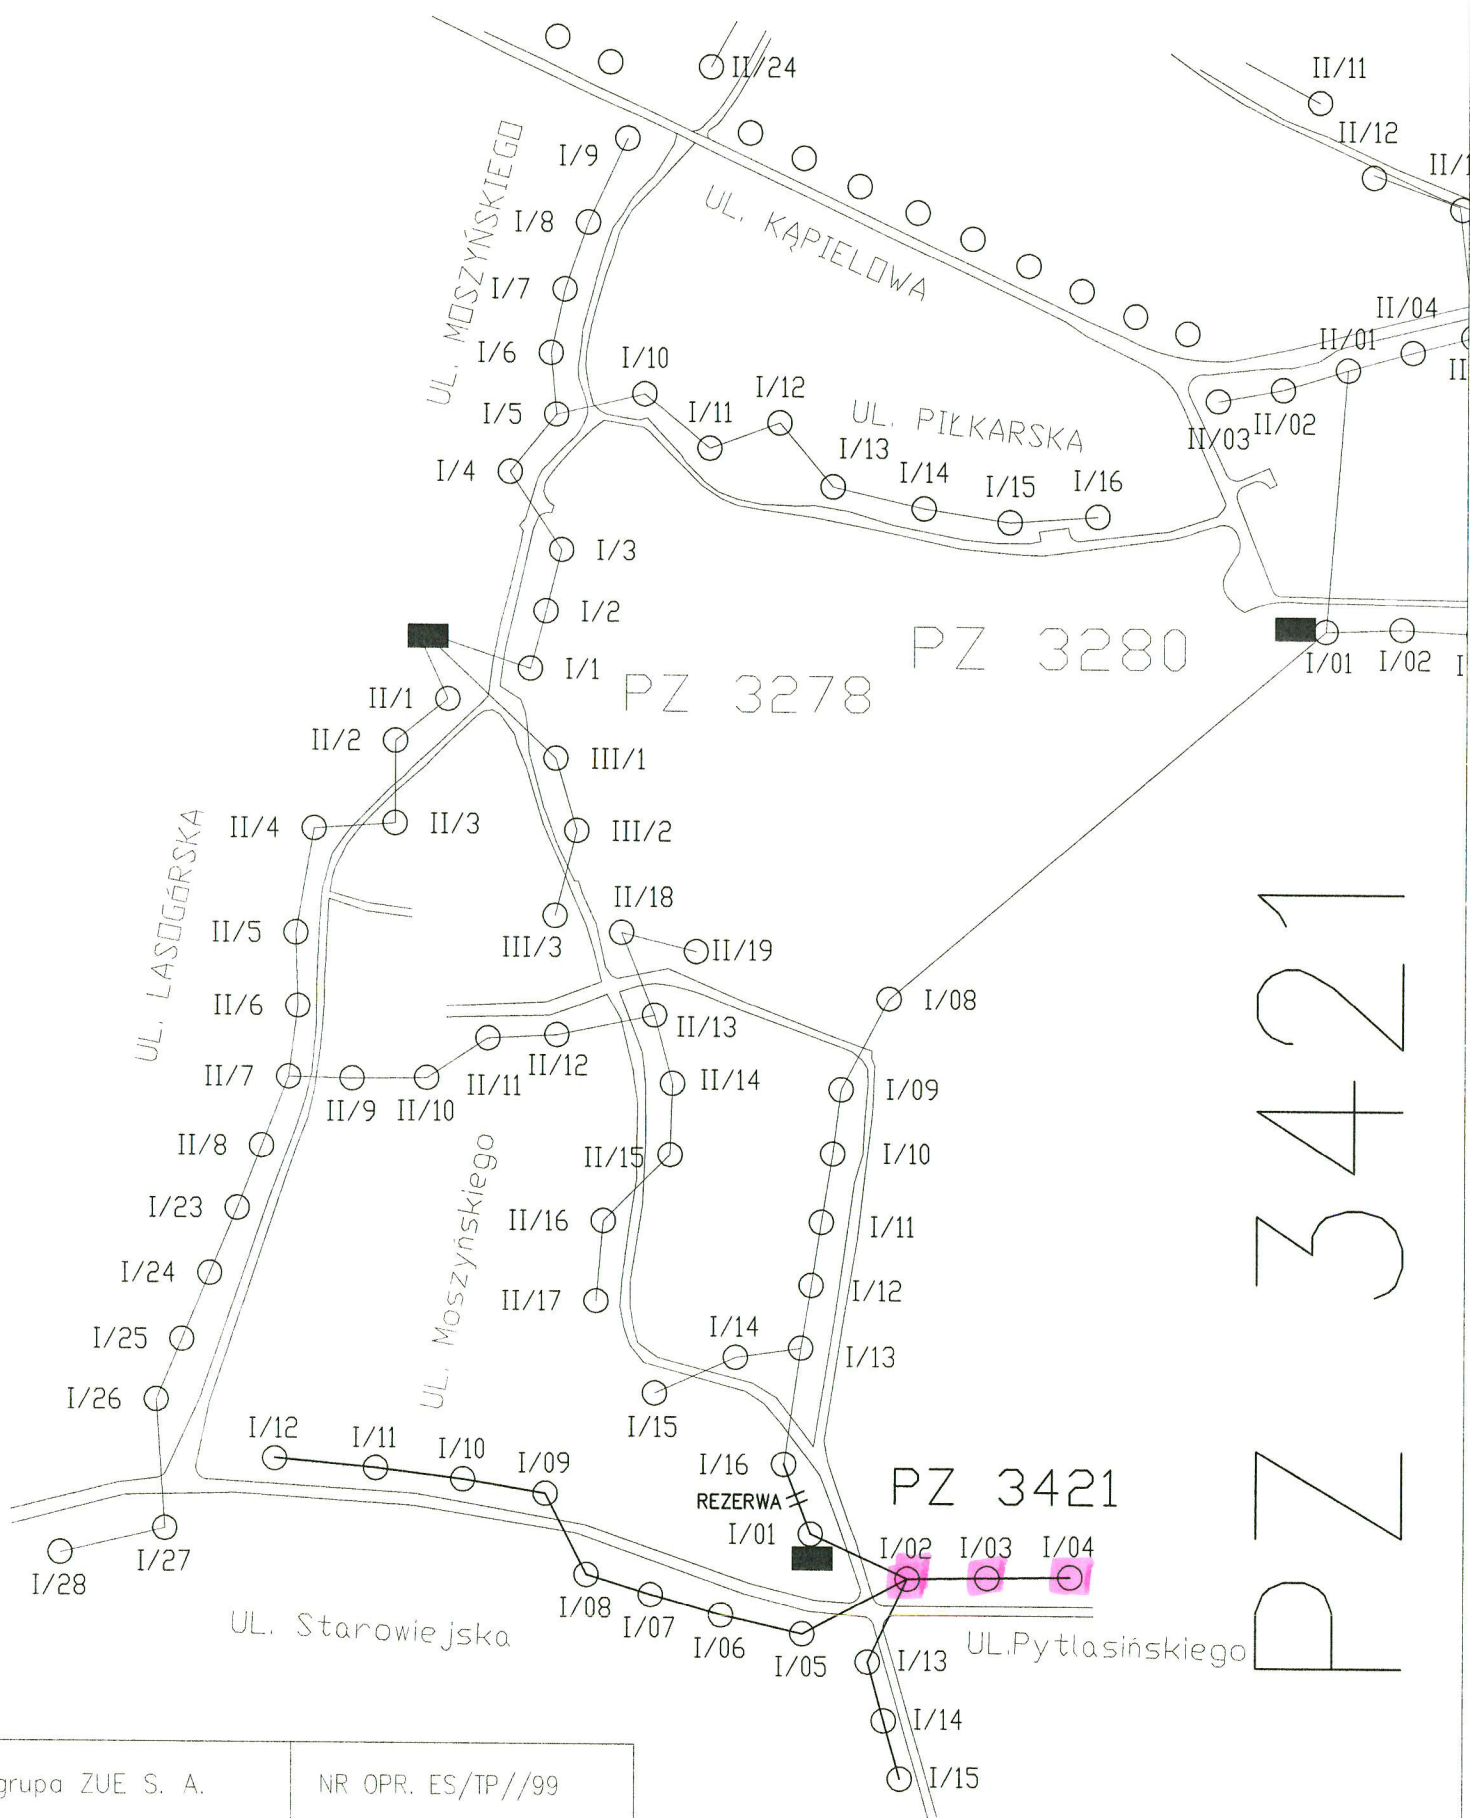 II/24
II/11
II/12
I/9
I/8
I/7
I/6
I/5
I/4
I/3
I/2
I/1
UL. MOSZYŃSKIEGO
UL. KĄPIELOWA
I/10
I/11
I/12
UL. PIŁKARSKA
I/13
I/14
I/15
I/16
II/04
II/01
II/02
II/03
PZ 3280
I/01
I/02
PZ 3278
II/1
II/2
II/3
II/4
III/1
III/2
III/3
UL. LASOGÓRSKA
II/5
II/6
II/7
II/8
II/9
II/10
II/11
II/12
II/18
II/19
II/13
II/14
II/15
II/16
II/17
UL. Moszyńskiego
I/08
I/09
I/10
I/11
I/12
I/13
I/14
I/15
I/16
I/23
I/24
I/25
I/26
I/27
I/28
I/12
I/11
I/10
I/09
REZERWA
PZ 3421
I/01
I/02
I/03
I/04
I/08
I/07
I/06
I/05
UL. Starowiejska
UL.Pytlasińskiego
I/13
I/14
I/15
PZ 3421
grupa ZUE S. A.
NR OPR. ES/TP//99